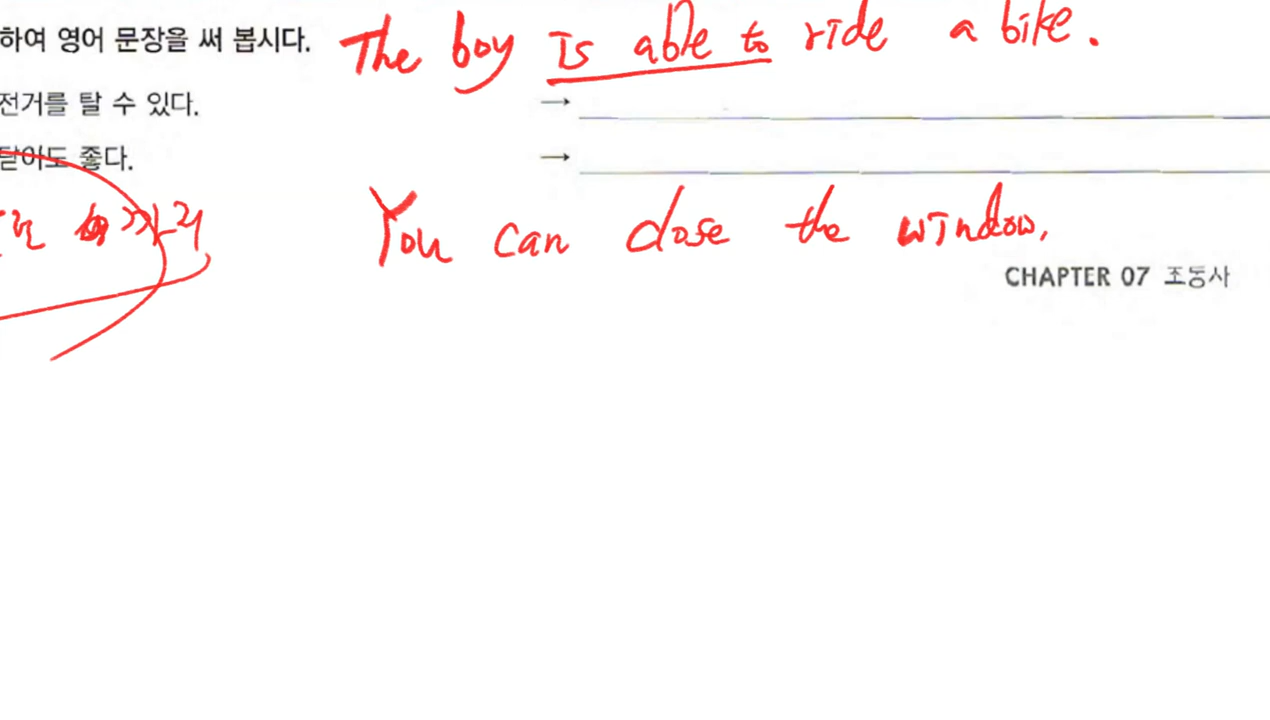 하여 영어 문장을 써 봅시다. The boy is able to ride a bike.
전거를 탈 수 있다. →
닫아도 좋다. →
You can close the window.
CHAPTER 07 조동사